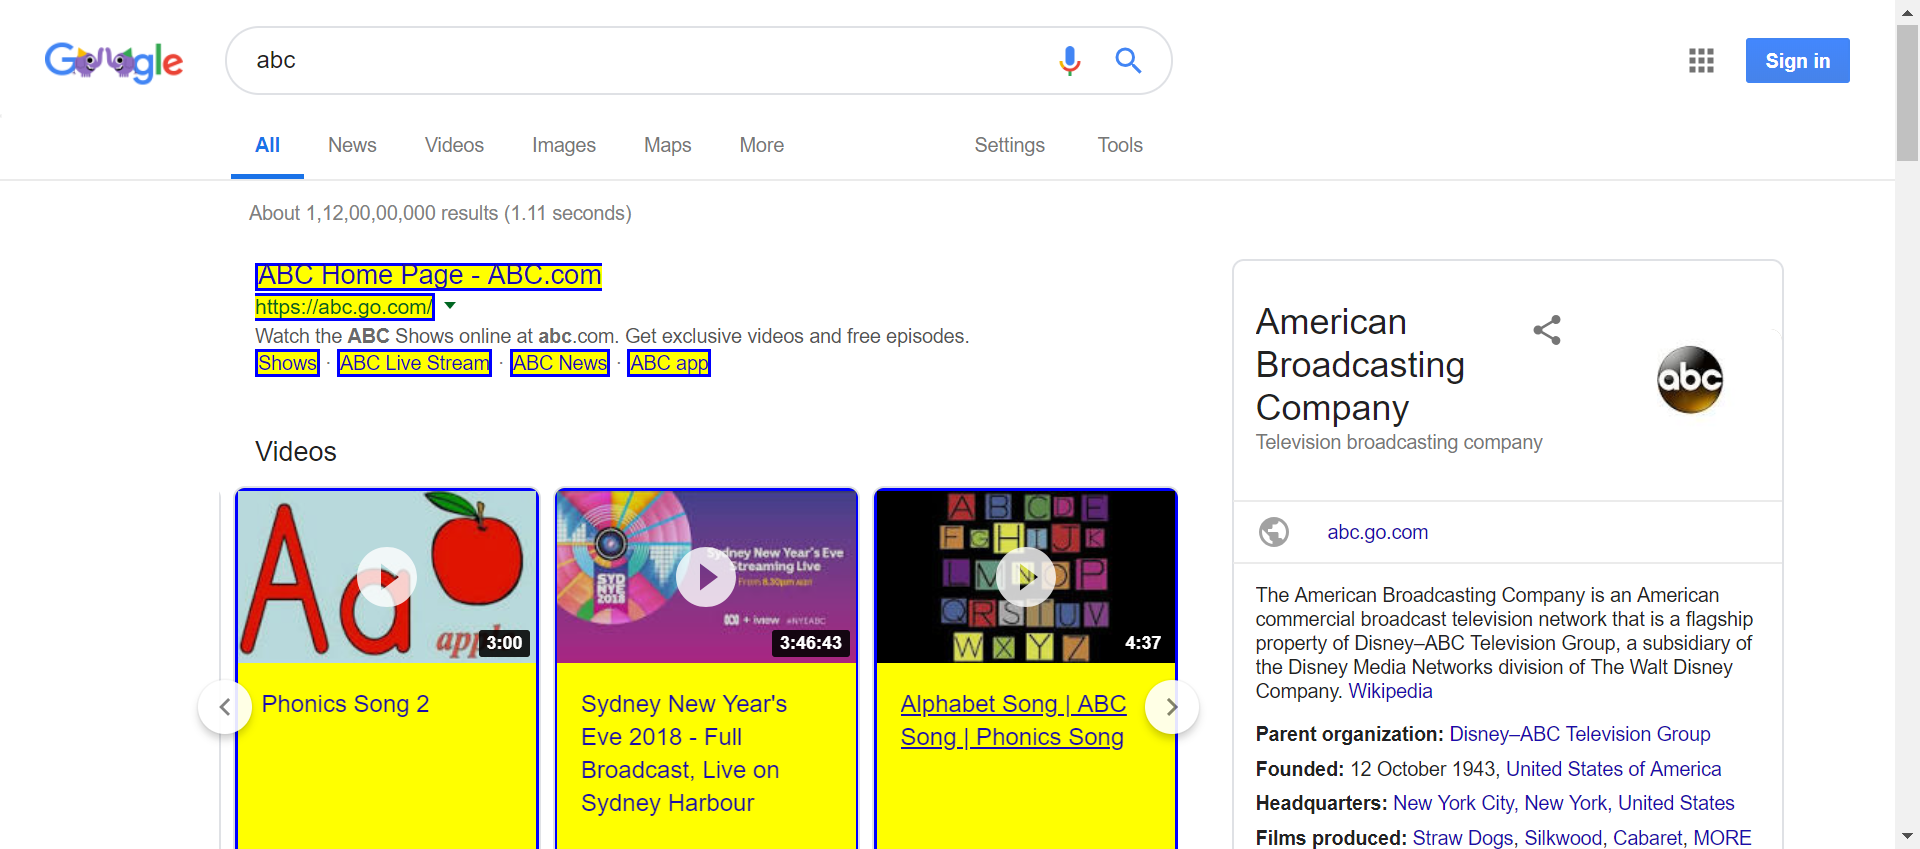 Google
abc
Sign in
All
News
Videos
Images
Maps
More
Settings
Tools
About 1,12,00,00,000 results (1.11 seconds)
ABC Home Page - ABC.com
https://abc.go.com/
Watch the ABC Shows online at abc.com. Get exclusive videos and free episodes.
Shows · ABC Live Stream · ABC News · ABC app
Videos
Aa
apple
3:00
Phonics Song 2
Sydney New Year's Eve
Streaming Live
From 8.30pm AEDT
SYD
NYE
2018
+ iview #NYEABC
3:46:43
Sydney New Year's
Eve 2018 - Full
Broadcast, Live on
Sydney Harbour
A B C D E
F G H I J K
L M N O P
Q R S T U V
W X Y Z
4:37
Alphabet Song | ABC
Song | Phonics Song
American
Broadcasting
Company
Television broadcasting company
abc
abc.go.com
The American Broadcasting Company is an American
commercial broadcast television network that is a flagship
property of Disney–ABC Television Group, a subsidiary of
the Disney Media Networks division of The Walt Disney
Company. Wikipedia
Parent organization: Disney–ABC Television Group
Founded: 12 October 1943, United States of America
Headquarters: New York City, New York, United States
Films produced: Straw Dogs, Silkwood, Cabaret, MORE